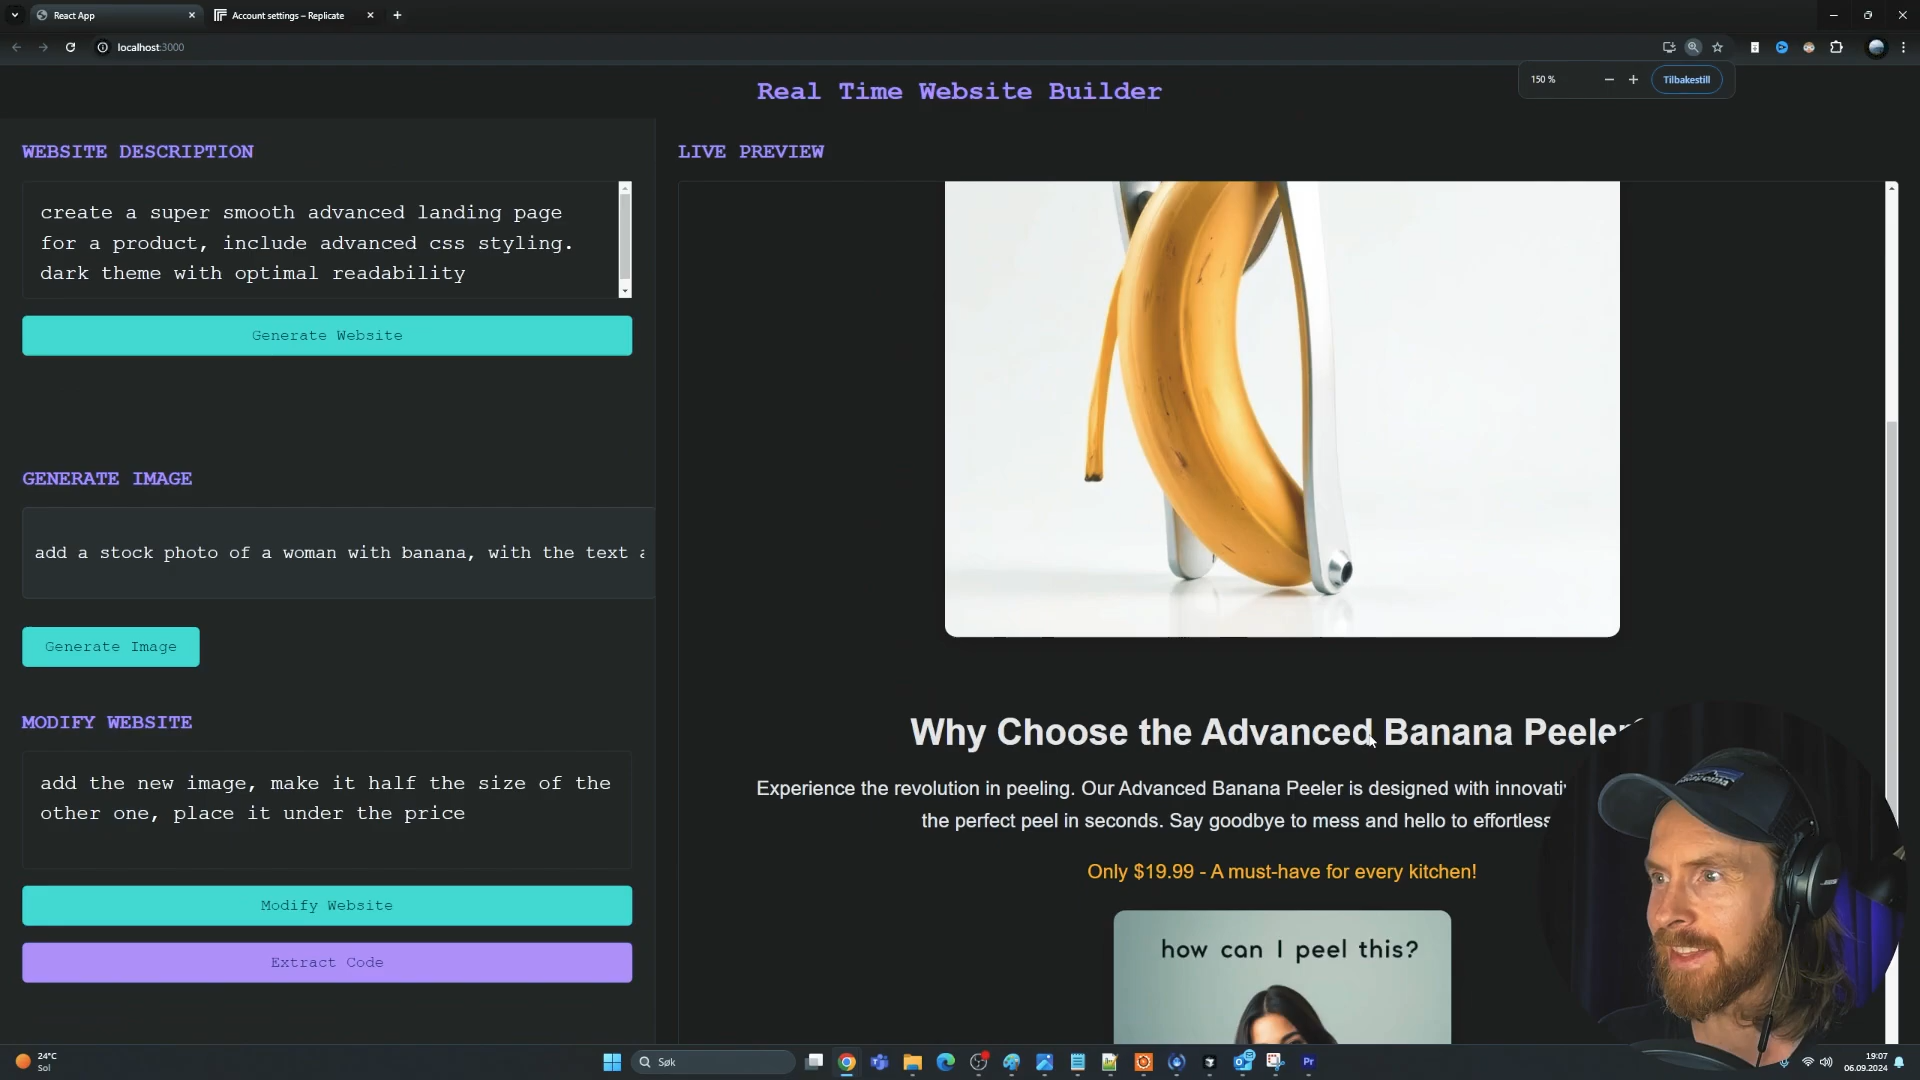 React App
Account settings – Replicate
localhost:3000
150 %
Tilbakestill
Real Time Website Builder
WEBSITE DESCRIPTION
create a super smooth advanced landing page
for a product, include advanced css styling.
dark theme with optimal readability
Generate Website
GENERATE IMAGE
add a stock photo of a woman with banana, with the text
Generate Image
MODIFY WEBSITE
add the new image, make it half the size of the
other one, place it under the price
Modify Website
Extract Code
LIVE PREVIEW
Why Choose the Advanced Banana Peeler
Experience the revolution in peeling. Our Advanced Banana Peeler is designed with
the perfect peel in seconds. Say goodbye to mess and hello to
Only $19.99 - A must-have for every kitchen!
how can I peel this?
24°C
Sol
Søk
Pr
19:07
06.09.2024